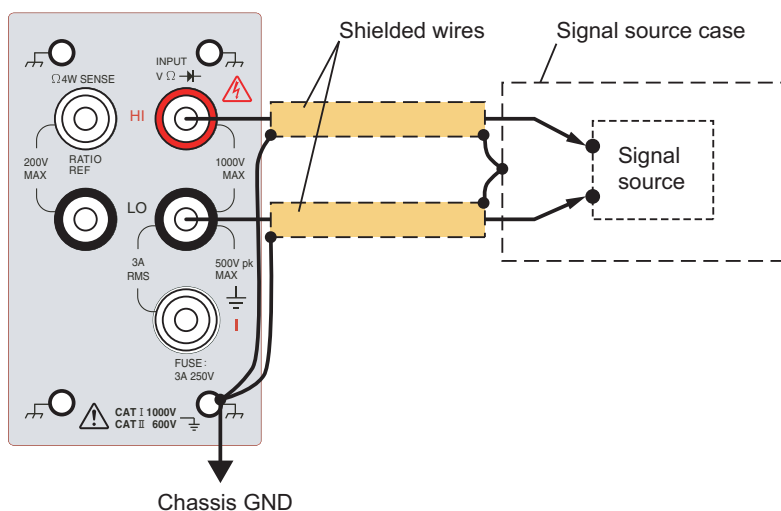 Shielded wires
Signal source case
INPUT
V Ω
Ω4W SENSE
HI
200V
MAX
RATIO
REF
1000V
MAX
Signal
source
LO
3A
RMS
500V pk
MAX
I
FUSE:
3A 250V
CAT I 1000V
CAT II 600V
Chassis GND